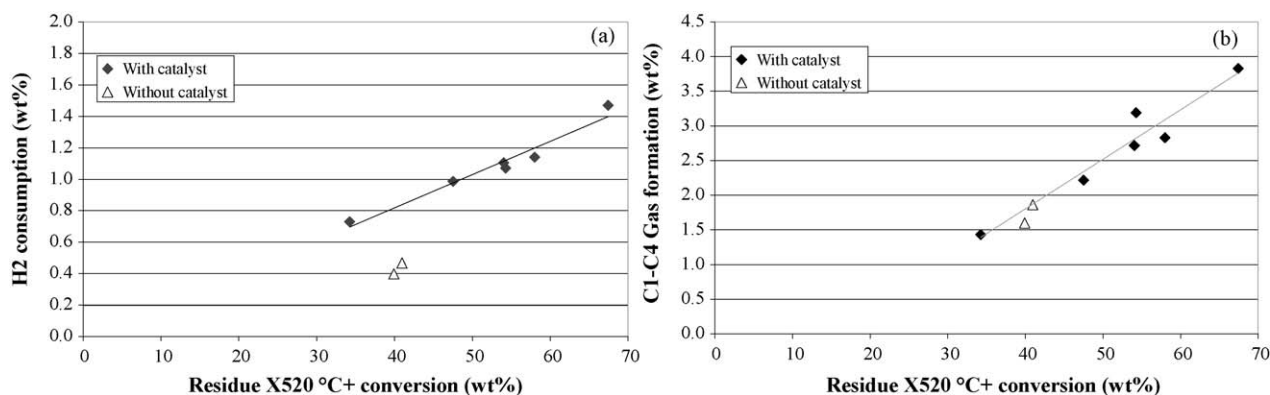 (a)
H2 consumption (wt%)
2.0
1.8
1.6
1.4
1.2
1.0
0.8
0.6
0.4
0.2
0.0
With catalyst
Without catalyst
0 10 20 30 40 50 60 70
Residue X520 °C+ conversion (wt%)
(b)
C1-C4 Gas formation (wt%)
4.5
4.0
3.5
3.0
2.5
2.0
1.5
1.0
0.5
0.0
With catalyst
Without catalyst
0 10 20 30 40 50 60 70
Residue X520 °C+ conversion (wt%)